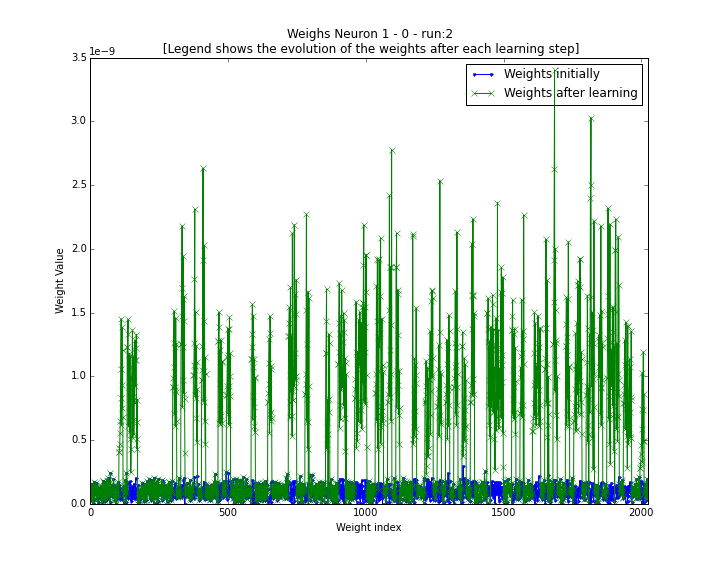 Weighs Neuron 1 - 0 - run:2
[Legend shows the evolution of the weights after each learning step]
1e−9
3.5
3.0
2.5
2.0
1.5
1.0
0.5
0.0
Weight Value
Weights initially
Weights after learning
0 500 1000 1500 2000
Weight index